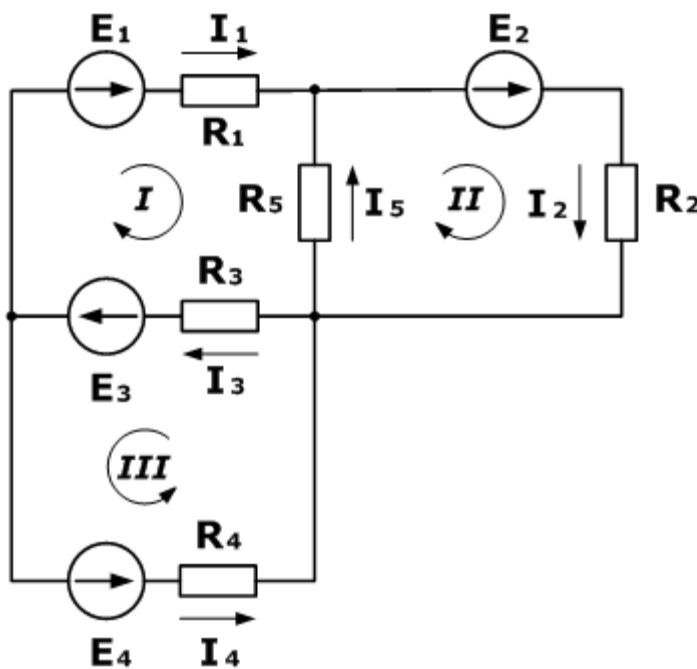 E₁ I₁ E₂
R₁
I R₅ I₅ II I₂ R₂
R₃
E₃ I₃
III
R₄
E₄ I₄